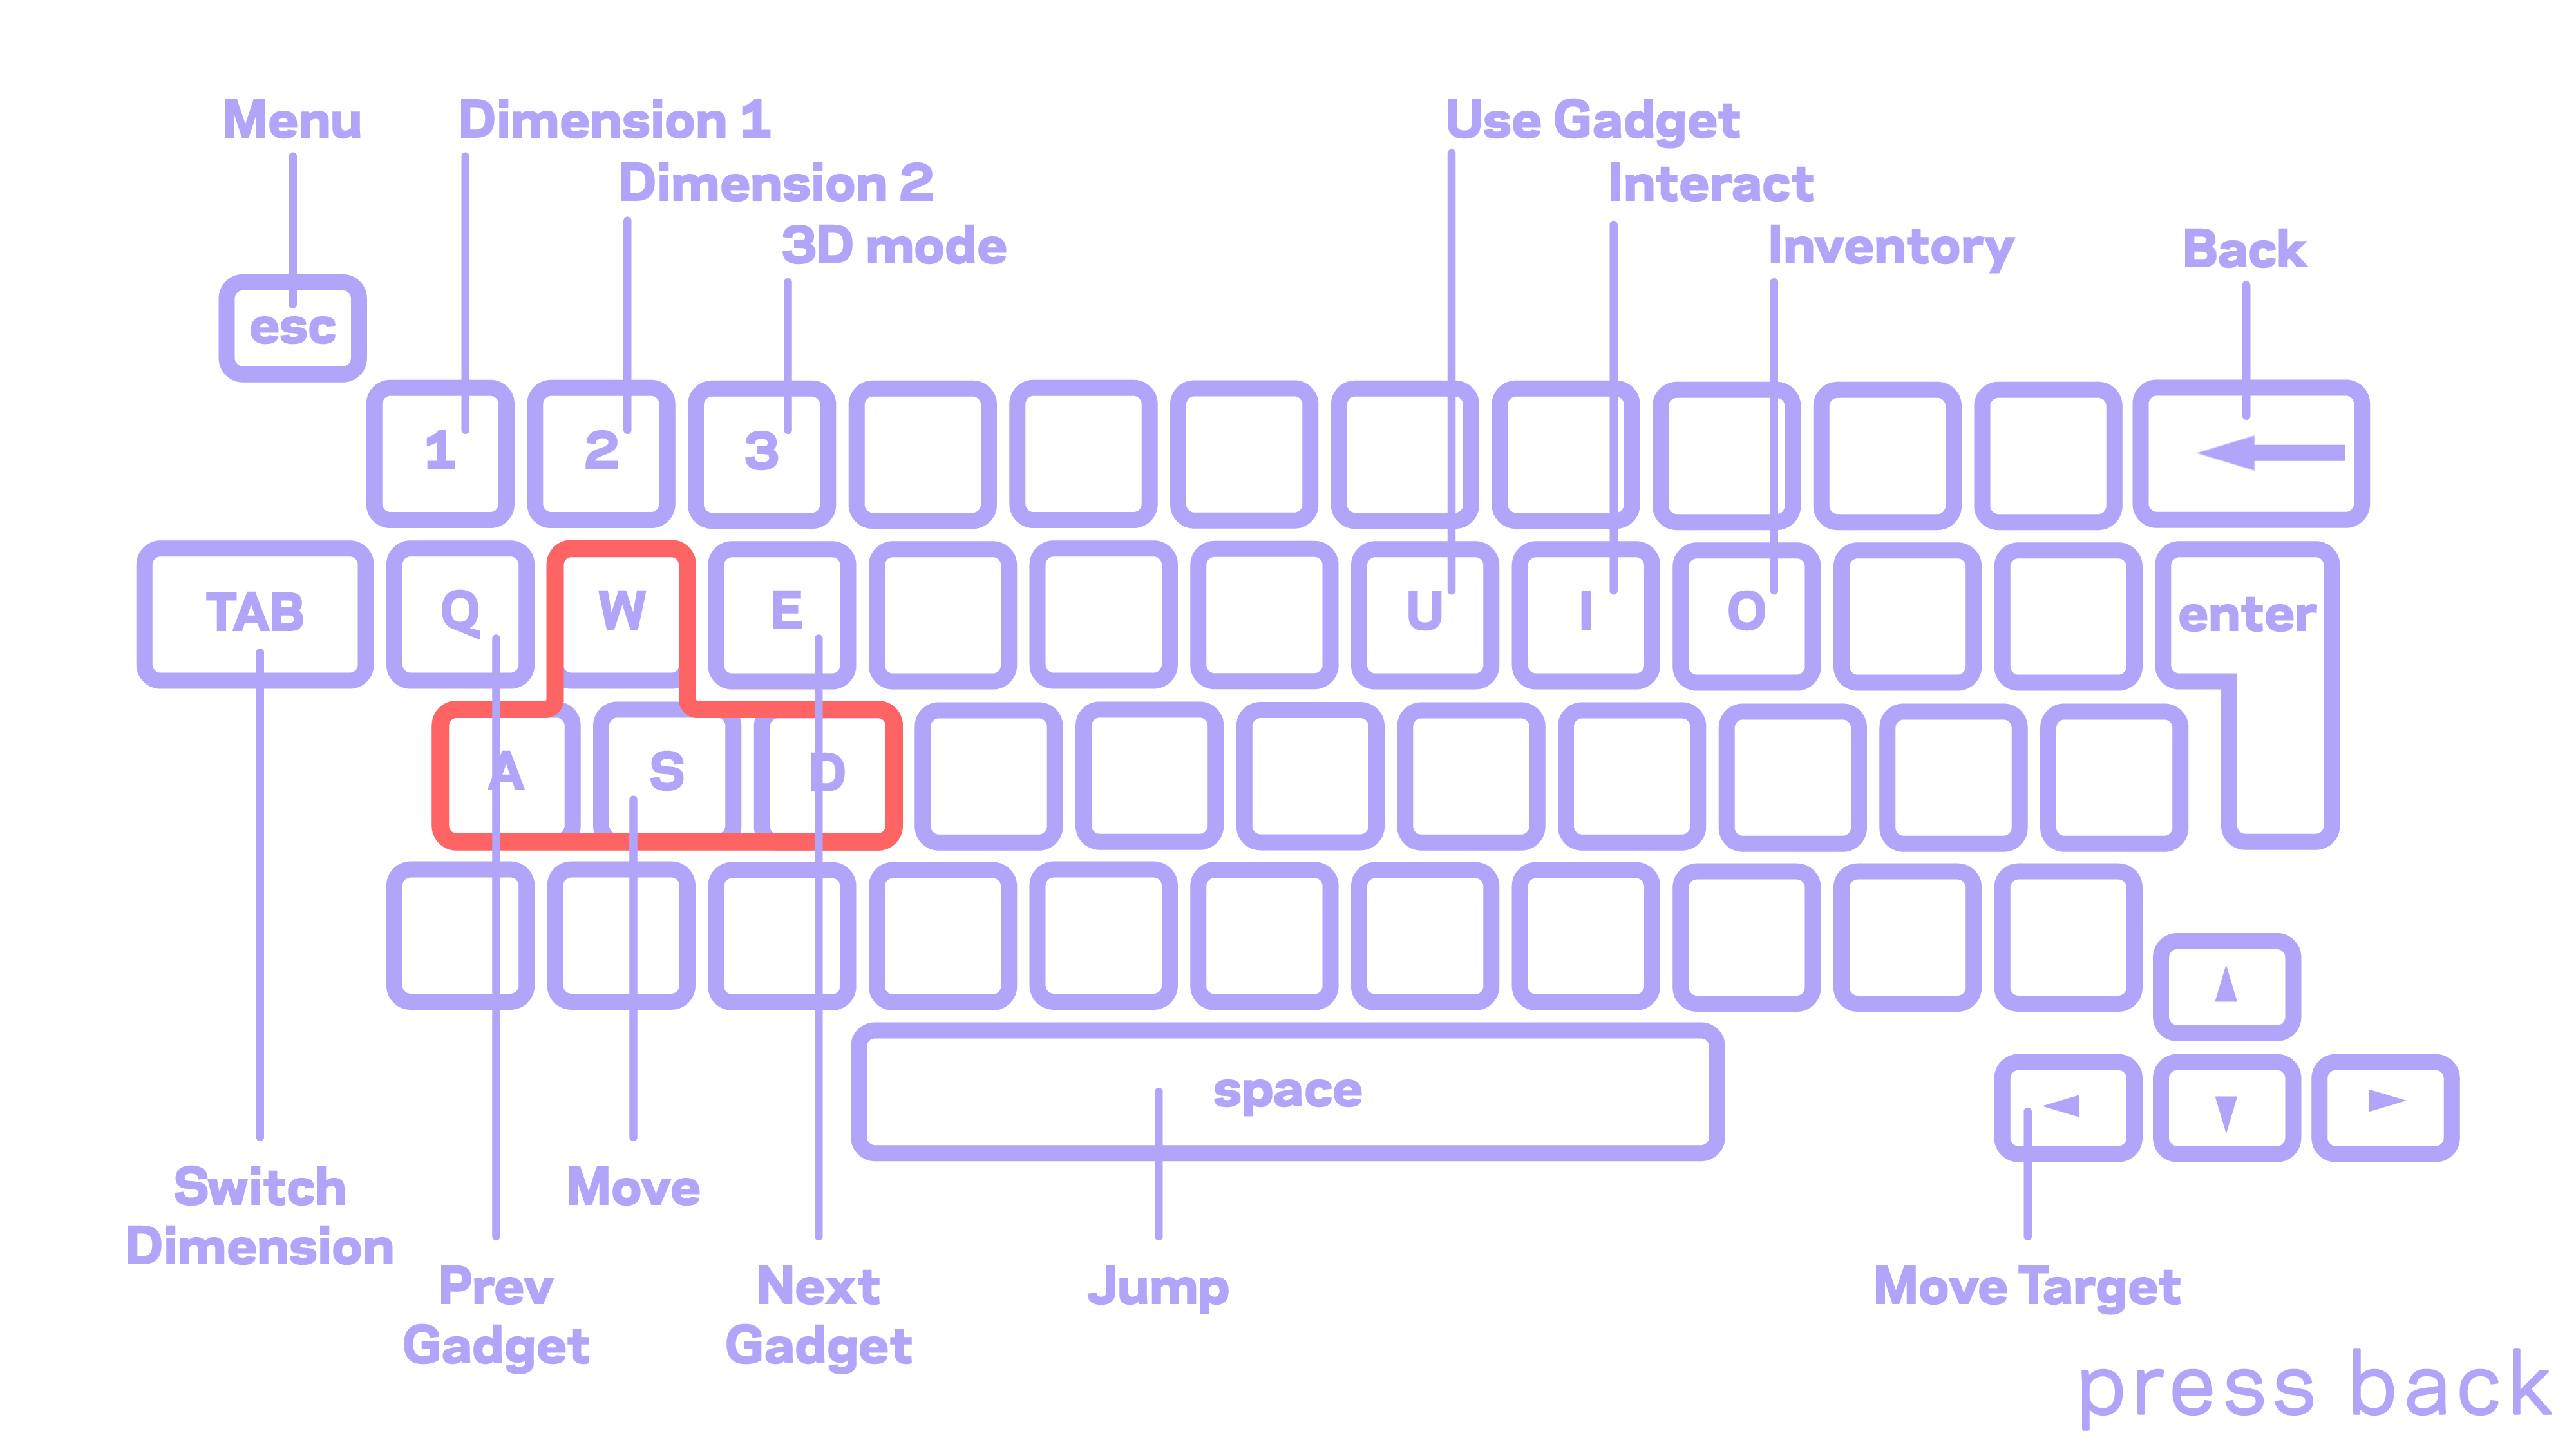 Menu
Dimension 1
Use Gadget
Dimension 2
Interact
3D mode
Inventory
Back
esc
1
2
3
TAB
Q
W
E
U
I
O
enter
A
S
D
space
Switch
Dimension
Move
Prev
Gadget
Next
Gadget
Jump
Move Target
press back